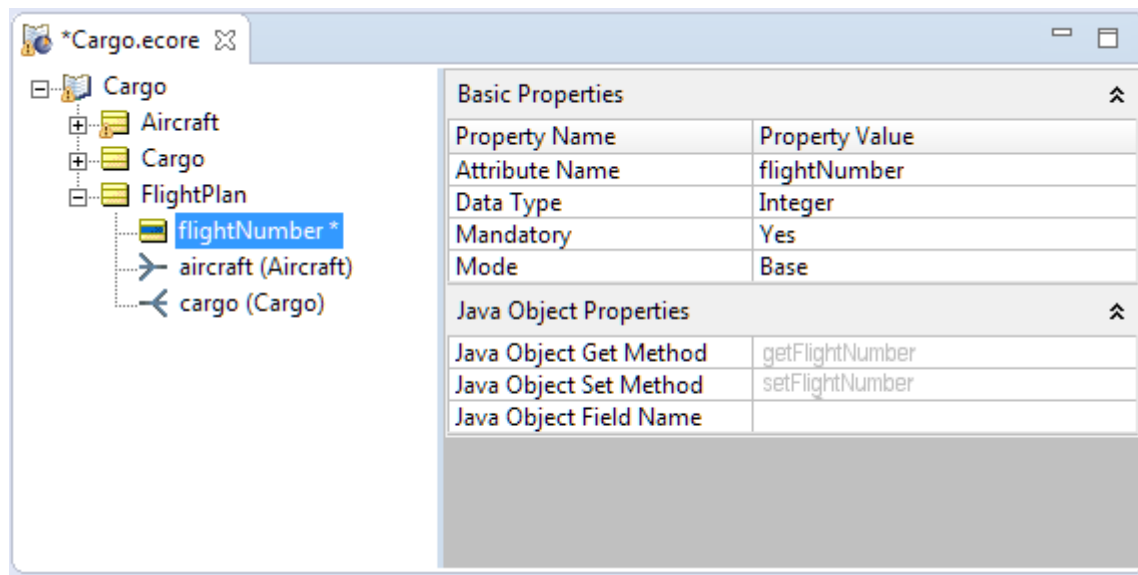 *Cargo.ecore
Cargo
Aircraft
Cargo
FlightPlan
flightNumber *
aircraft (Aircraft)
cargo (Cargo)
Basic Properties
Property Name Property Value
Attribute Name flightNumber
Data Type Integer
Mandatory Yes
Mode Base
Java Object Properties
Java Object Get Method getFlightNumber
Java Object Set Method setFlightNumber
Java Object Field Name